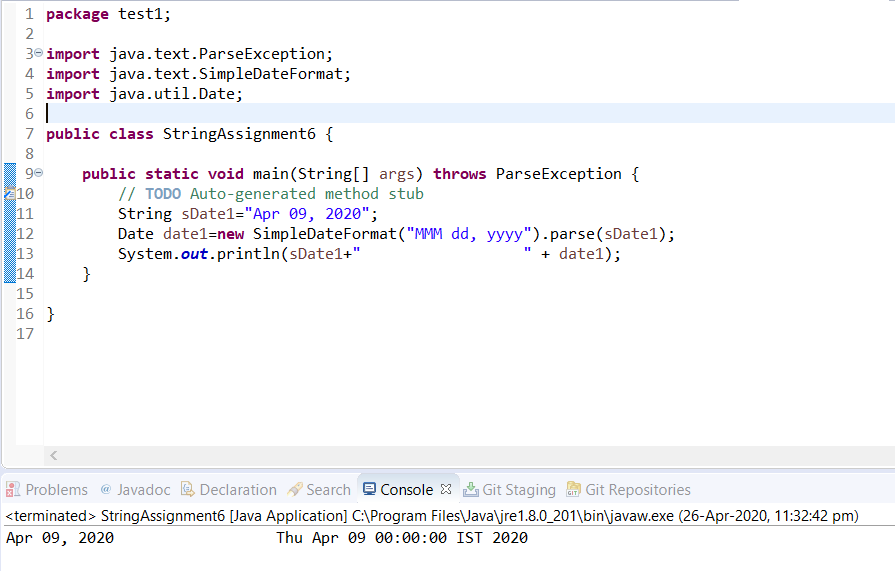 1 package test1;
2
3 import java.text.ParseException;
4 import java.text.SimpleDateFormat;
5 import java.util.Date;
6
7 public class StringAssignment6 {
8
9     public static void main(String[] args) throws ParseException {
10         // TODO Auto-generated method stub
11         String sDate1="Apr 09, 2020";
12         Date date1=new SimpleDateFormat("MMM dd, yyyy").parse(sDate1);
13         System.out.println(sDate1+"                  " + date1);
14     }
15
16 }
17
Problems @ Javadoc Declaration Search Console Git Staging Git Repositories
<terminated> StringAssignment6 [Java Application] C:\Program Files\Java\jre1.8.0_201\bin\javaw.exe (26-Apr-2020, 11:32:42 pm)
Apr 09, 2020                  Thu Apr 09 00:00:00 IST 2020